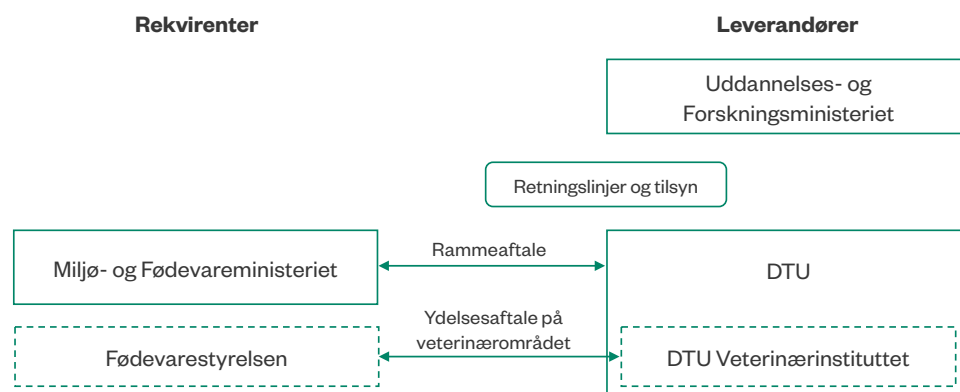 Rekvirenter
Leverandører
Uddannelses- og
Forskningsministeriet
Retningslinjer og tilsyn
Miljø- og Fødevareministeriet
Rammeaftale
DTU
Fødevarestyrelsen
Ydelsesaftale på
veterinærområdet
DTU Veterinærinstituttet